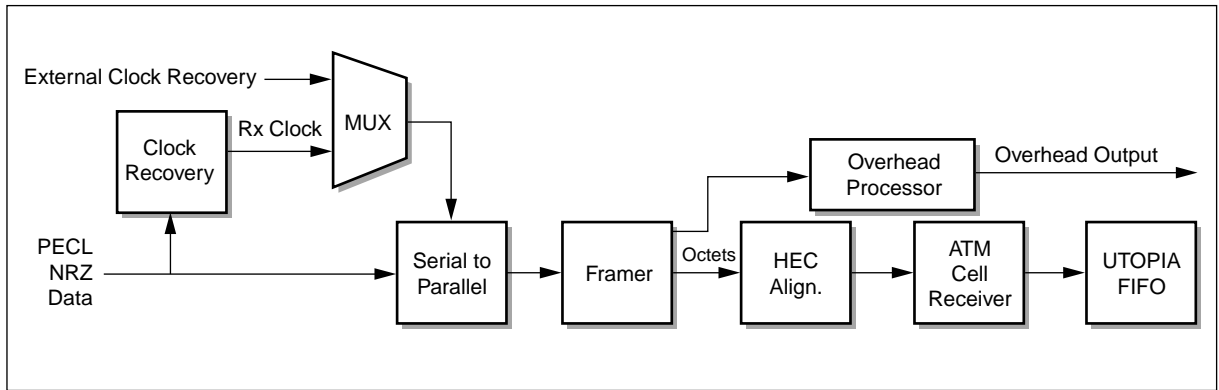 External Clock Recovery
MUX
Rx Clock
Clock
Recovery
Overhead
Processor
Overhead Output
PECL
NRZ
Data
Serial to
Parallel
Framer
Octets
HEC
Align.
ATM
Cell
Receiver
UTOPIA
FIFO